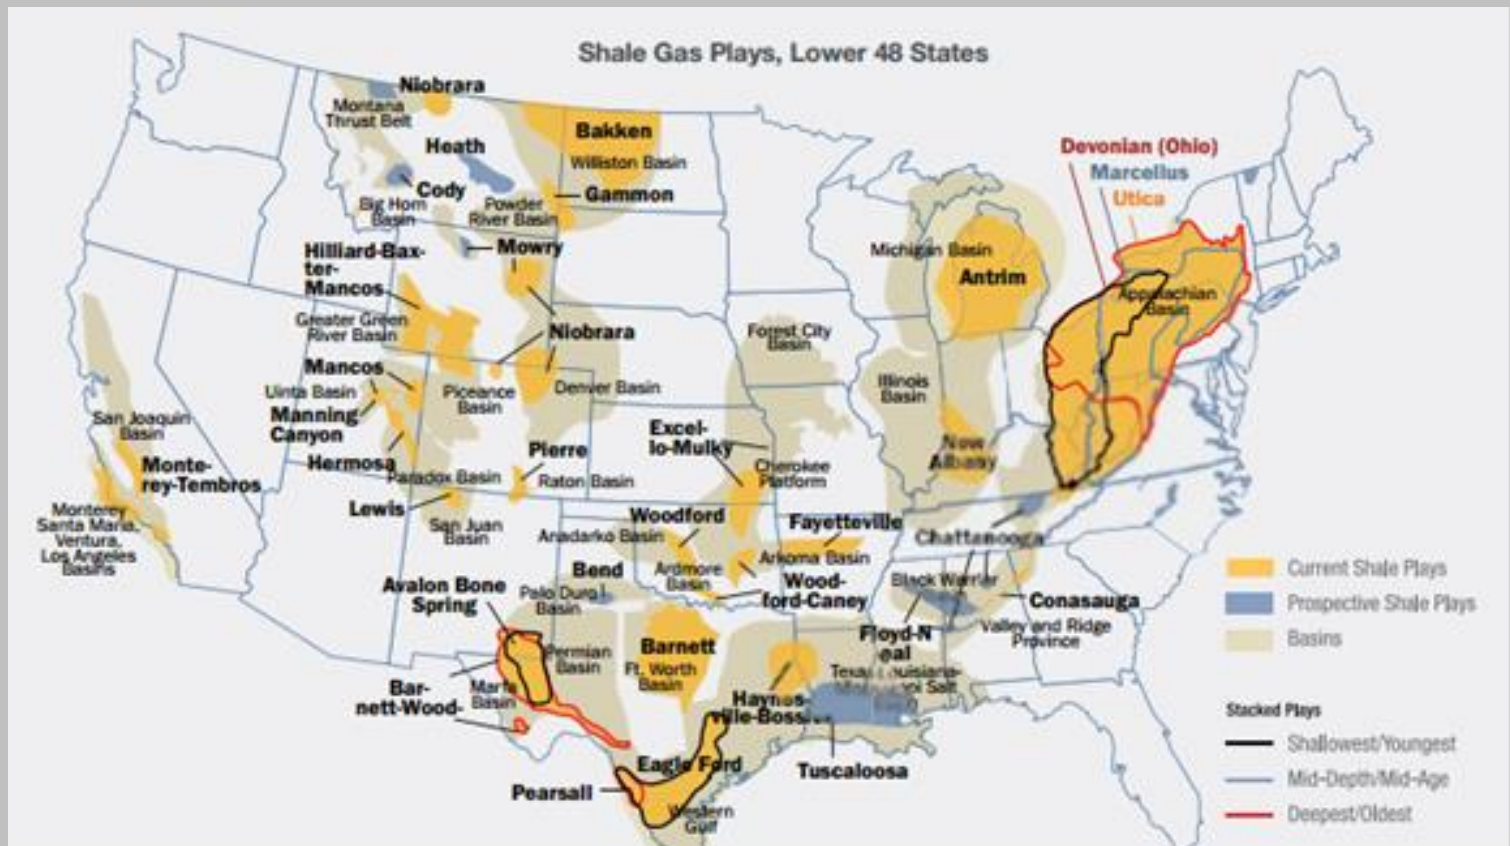 Shale Gas Plays, Lower 48 States
Niobrara
Montana
Thrust Belt
Bakken
Heath
Williston Basin
Cody
Gammon
Big Horn
Basin
Powder
River Basin
Hilliard-Bax-
ter-
Mancos
Mowry
Greater Green
River Basin
Niobrara
Mancos
Uinta Basin
Piceance
Basin
Denver Basin
Manning
Canyon
Hermosa
Paradox Basin
Pierre
Raton Basin
Lewis
San Juan
Basin
San Joaquin
Basin
Monte-
rey-Tembros
Monterey
Santa Maria,
Ventura,
Los Angeles
Basins
Forest City
Basin
Excel-
lo-Mulky
Cherokee
Platform
Woodford
Anadarko Basin
Fayetteville
Arkoma Basin
Ardmore
Basin
Bend
Palo Duro
Basin
Wood-
ford-Caney
Avalon Bone
Spring
Permian
Basin
Barnett
Ft. Worth
Basin
Bar-
nett-Wood-
Marfa
Basin
Eagle Ford
Pearsall
Western
Gulf
Tuscaloosa
Floyd-N
eal
Black Warrior
Chattanooga
Conasauga
Valley and Ridge
Province
Michigan Basin
Antrim
Illinois
Basin
New
Albany
Devonian (Ohio)
Marcellus
Utica
Appalachian
Basin
Current Shale Plays
Prospective Shale Plays
Basins
Stacked Plays
Shallowest/Youngest
Mid-Depth/Mid-Age
Deepest/Oldest